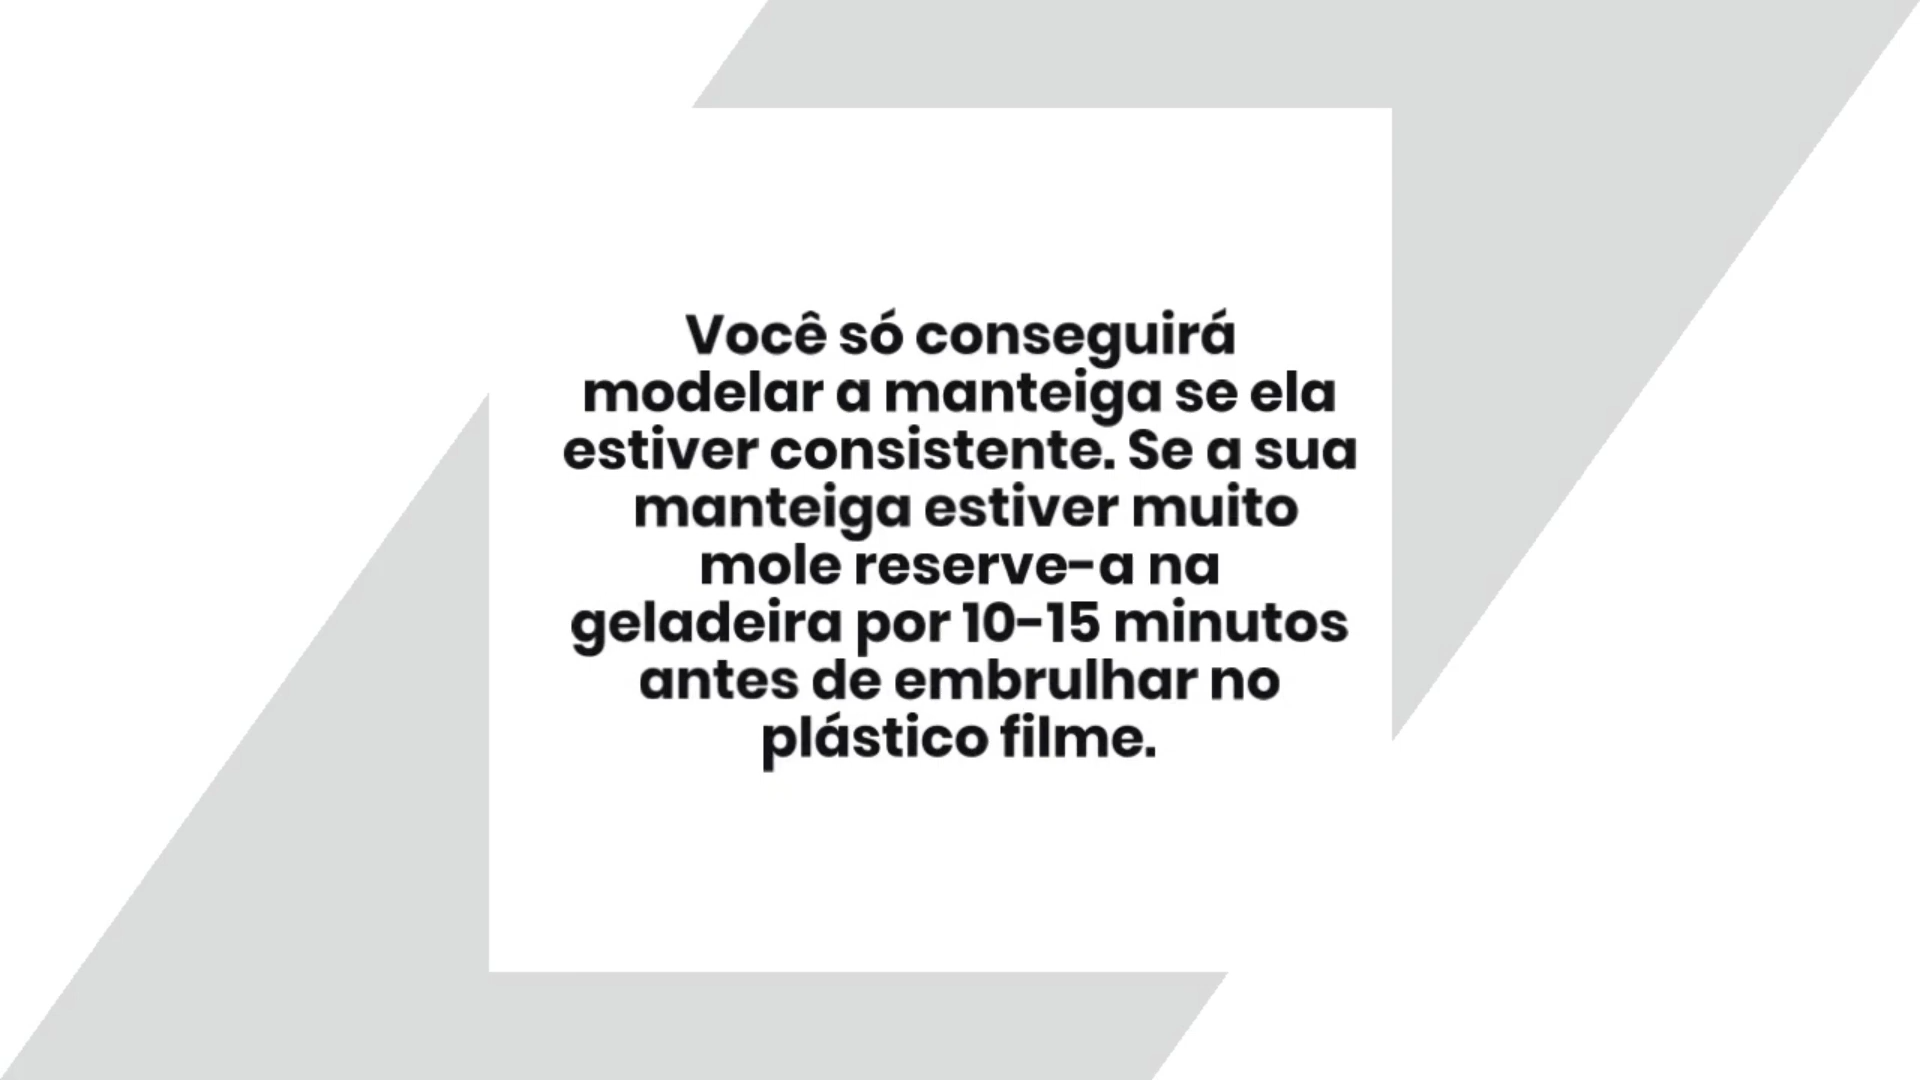 Você só conseguirá
modelar a manteiga se ela
estiver consistente. Se a sua
manteiga estiver muito
mole reserve-a na
geladeira por 10-15 minutos
antes de embrulhar no
plástico filme.